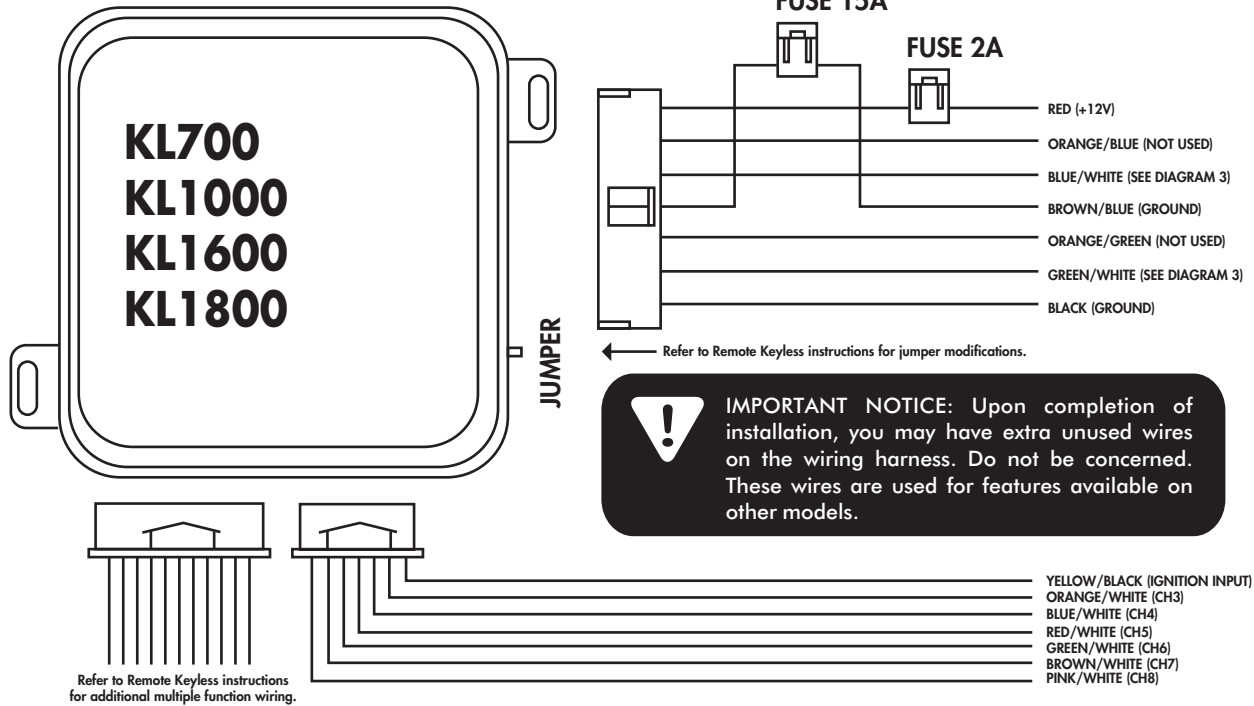 FUSE 15A
FUSE 2A
KL700
KL1000
KL1600
KL1800
JUMPER
RED (+12V)
ORANGE/BLUE (NOT USED)
BLUE/WHITE (SEE DIAGRAM 3)
BROWN/BLUE (GROUND)
ORANGE/GREEN (NOT USED)
GREEN/WHITE (SEE DIAGRAM 3)
BLACK (GROUND)
Refer to Remote Keyless instructions for jumper modifications.
IMPORTANT NOTICE: Upon completion of
installation, you may have extra unused wires
on the wiring harness. Do not be concerned.
These wires are used for features available on
other models.
YELLOW/BLACK (IGNITION INPUT)
ORANGE/WHITE (CH3)
BLUE/WHITE (CH4)
RED/WHITE (CH5)
GREEN/WHITE (CH6)
BROWN/WHITE (CH7)
PINK/WHITE (CH8)
Refer to Remote Keyless instructions
for additional multiple function wiring.